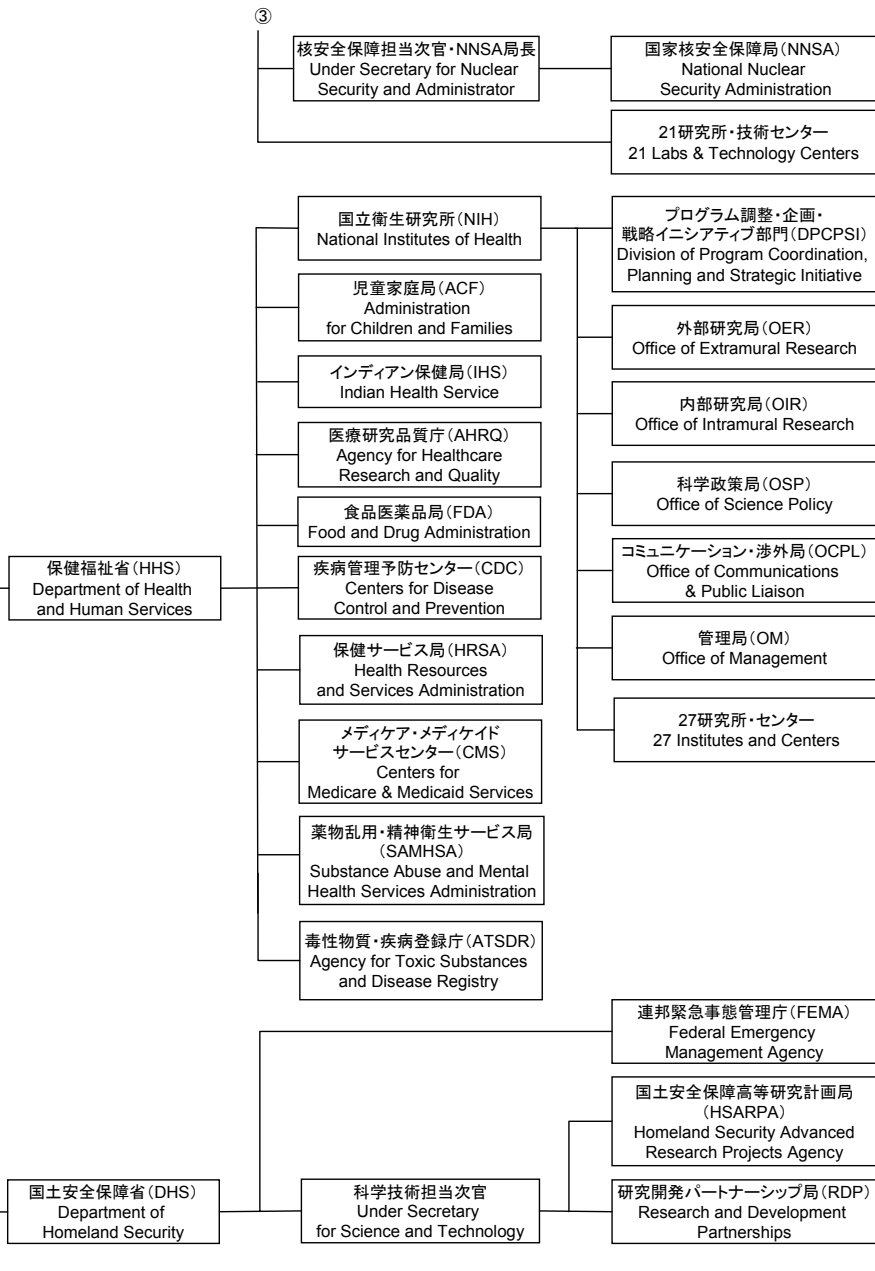 ③
核安全保障担当次官・NNSA局長
Under Secretary for Nuclear
Security and Administrator
国家核安全保障局（NNSA）
National Nuclear
Security Administration
21研究所・技術センター
21 Labs & Technology Centers
保健福祉省（HHS）
Department of Health
and Human Services
国立衛生研究所（NIH）
National Institutes of Health
児童家庭局（ACF）
Administration
for Children and Families
インディアン保健局（IHS）
Indian Health Service
医療研究品質庁（AHRQ）
Agency for Healthcare
Research and Quality
食品医薬品局（FDA）
Food and Drug Administration
疾病管理予防センター（CDC）
Centers for Disease
Control and Prevention
保健サービス局（HRSA）
Health Resources
and Services Administration
メディケア・メディケイド
サービスセンター（CMS）
Centers for
Medicare & Medicaid Services
薬物乱用・精神衛生サービス局
（SAMHSA）
Substance Abuse and Mental
Health Services Administration
毒性物質・疾病登録庁（ATSDR）
Agency for Toxic Substances
and Disease Registry
プログラム調整・企画・
戦略イニシアティブ部門（DPCPSI）
Division of Program Coordination,
Planning and Strategic Initiative
外部研究局（OER）
Office of Extramural Research
内部研究局（OIR）
Office of Intramural Research
科学政策局（OSP）
Office of Science Policy
コミュニケーション・渉外局（OCPL）
Office of Communications
& Public Liaison
管理局（OM）
Office of Management
27研究所・センター
27 Institutes and Centers
国土安全保障省（DHS）
Department of
Homeland Security
科学技術担当次官
Under Secretary
for Science and Technology
連邦緊急事態管理庁（FEMA）
Federal Emergency
Management Agency
国土安全保障高等研究計画局
（HSARPA）
Homeland Security Advanced
Research Projects Agency
研究開発パートナーシップ局（RDP）
Research and Development
Partnerships